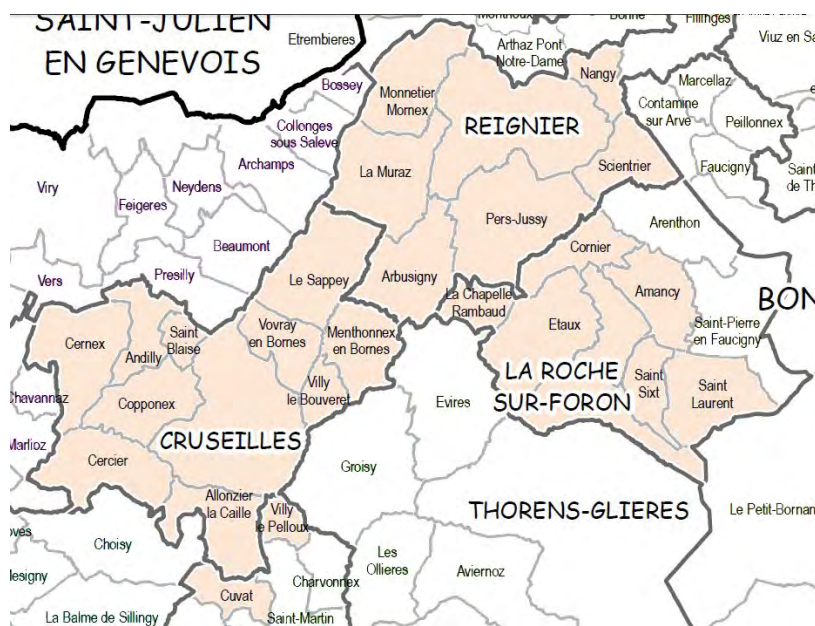 SAINT-JULIEN
EN GENEVOIS
Etrembieres
Arthaz Pont
Notre-Dame
Bonne
Fillinges
Viuz en Sa
Bossey
Monnetier
Mornex
Nangy
Marcellaz
Contamine
sur Arve
Peillonnex
Collonges
sous Saleve
REIGNIER
Archamps
La Muraz
Scientrier
Faucigny
Saint
de Th
Viry
Neydens
Feigeres
Pers-Jussy
Arenthon
Beaumont
Cornier
Vers
Presilly
Le Sappey
Arbusigny
La Chapelle
Rambaud
Amancy
BON
Cernex
Andilly
Saint
Blaise
Vovray
en Bornes
Menthonnex
en Bornes
Etaux
Saint-Pierre
en Faucigny
Chavannaz
Copponex
Villy
le Bouveret
Evires
LA ROCHE
SUR-FORON
Saint
Sixt
Saint
Laurent
Marlioz
CRUSEILLES
Cercier
Groisy
Allonzier
la Caille
Villy
le Pelloux
THORENS-GLIERES
Le Petit-Bornan
Choisy
Les
Ollieres
Aviernoz
Charvonnex
Cuvat
La Balme de Sillingy
Saint-Martin